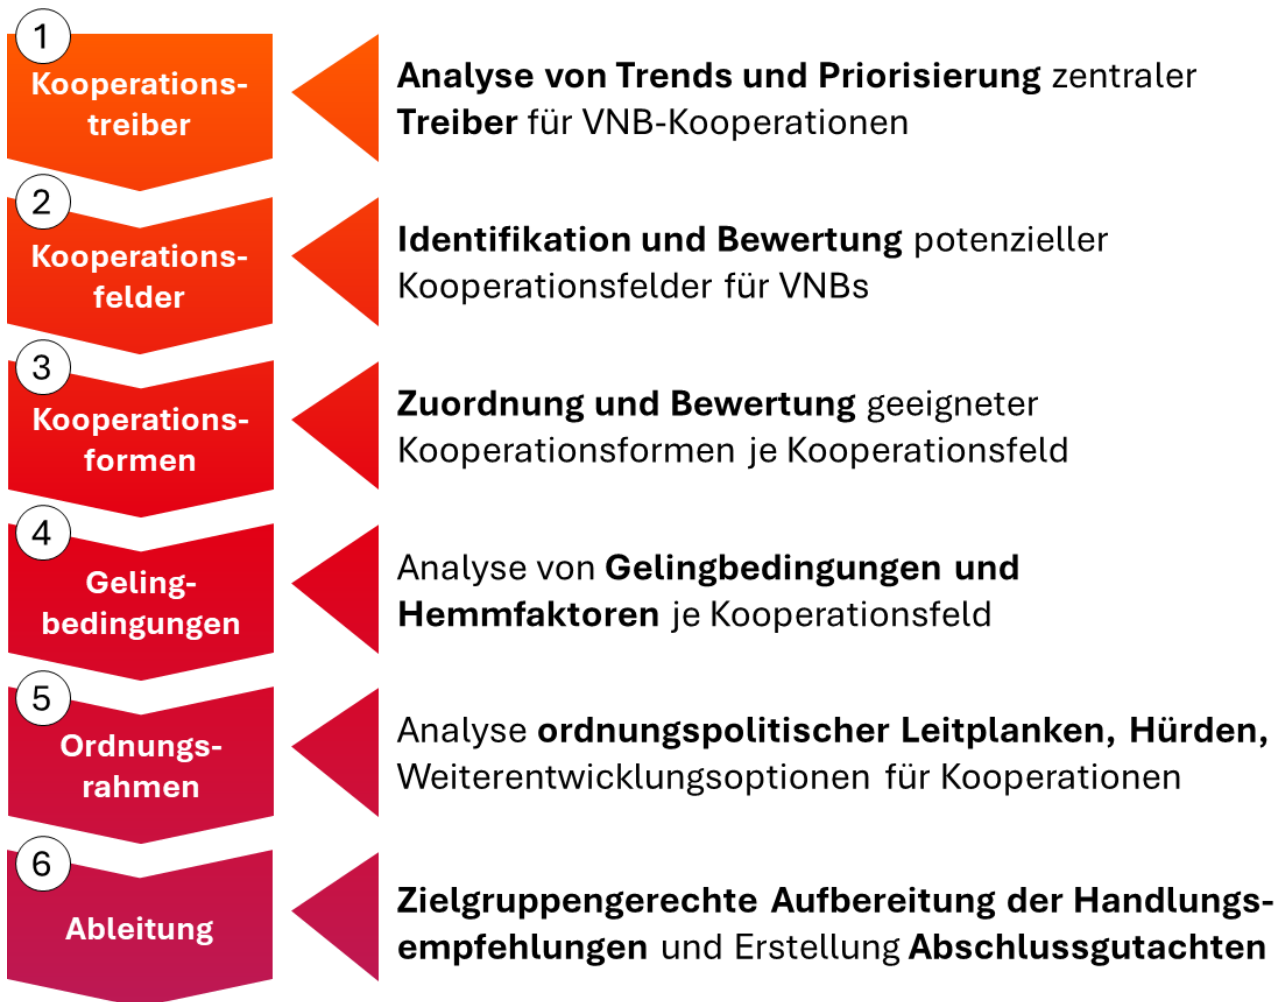 1
Kooperations-
treiber
Analyse von Trends und Priorisierung zentraler
Treiber für VNB-Kooperationen
2
Kooperations-
felder
Identifikation und Bewertung potenzieller
Kooperationsfelder für VNBs
3
Kooperations-
formen
Zuordnung und Bewertung geeigneter
Kooperationsformen je Kooperationsfeld
4
Geling-
bedingungen
Analyse von Gelingbedingungen und
Hemmfaktoren je Kooperationsfeld
5
Ordnungs-
rahmen
Analyse ordnungspolitischer Leitplanken, Hürden,
Weiterentwicklungsoptionen für Kooperationen
6
Ableitung
Zielgruppengerechte Aufbereitung der Handlungs-
empfehlungen und Erstellung Abschlussgutachten